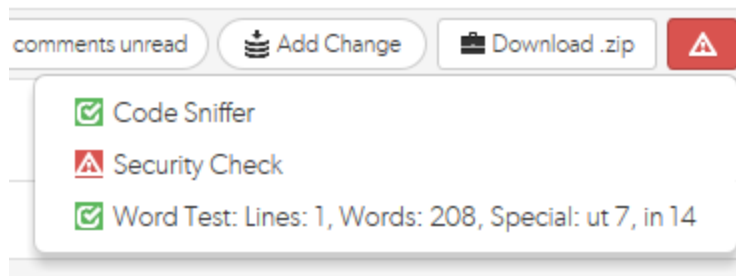 comments unread Add Change Download .zip
Code Sniffer
Security Check
Word Test: Lines: 1, Words: 208, Special: ut 7, in 14